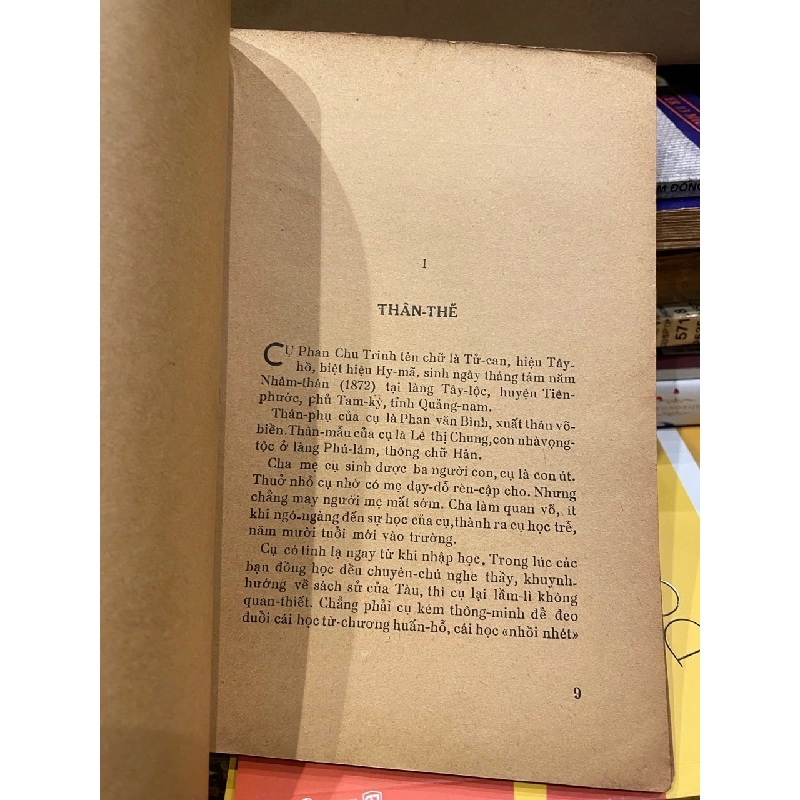 I
THÂN-THẾ
CỤ Phan Chu Trinh tên chữ là Tử-can, hiệu Tây-
hồ, biệt hiệu Hy-mã, sinh ngày tháng tám năm
Nhâm-thân (1872) tại làng Tây-lộc, huyện Tiên-
phước, phủ Tam-kỳ, tỉnh Quảng-nam.
Thân-phụ của cụ là Phan văn Bình, xuất thân võ-
biền. Thân-mẫu của cụ là Lê thị Chung, con nhà vọng-
tộc ở làng Phú-lâm, thông chữ Hán.
Cha mẹ cụ sinh được ba người con, cụ là con út.
Thuở nhỏ cụ nhờ có mẹ dạy-dỗ rèn-cập cho. Nhưng
chẳng may người mẹ mất sớm. Cha làm quan võ, ít
khi ngó-ngàng đến sự học của cụ, thành ra cụ học trễ,
năm mười tuổi mới vào trường.
Cụ có tính lạ ngay từ khi nhập học. Trong lúc các
bạn đồng học đều chuyên-chú nghe thầy, khuynh-
hướng về sách sử của Tàu, thì cụ lại lầm-lì không
quan-thiết. Chẳng phải cụ kém thông-minh để đeo
đuổi cái học từ-chương huấn-hỗ, cái học «nhồi nhét»
9
M ĐỒNG
5718